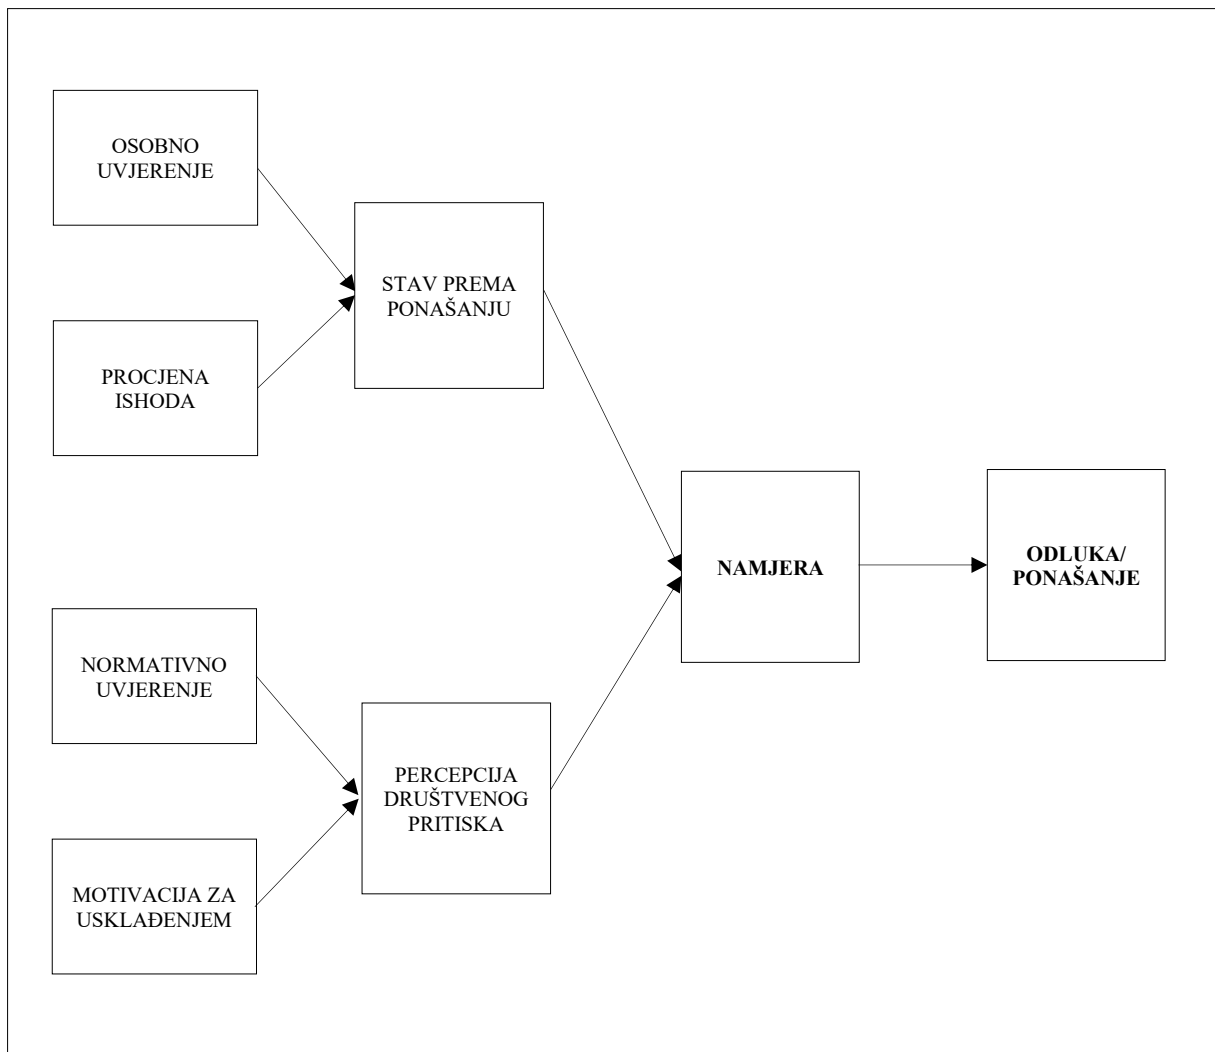 OSOBNO
UVJERENJE
PROCJENA
ISHODA
STAV PREMA
PONAŠANJU
NORMATIVNO
UVJERENJE
MOTIVACIJA ZA
USKLAĐENJEM
PERCEPCIJA
DRUŠTVENOG
PRITISKA
NAMJERA
ODLUKA/
PONAŠANJE